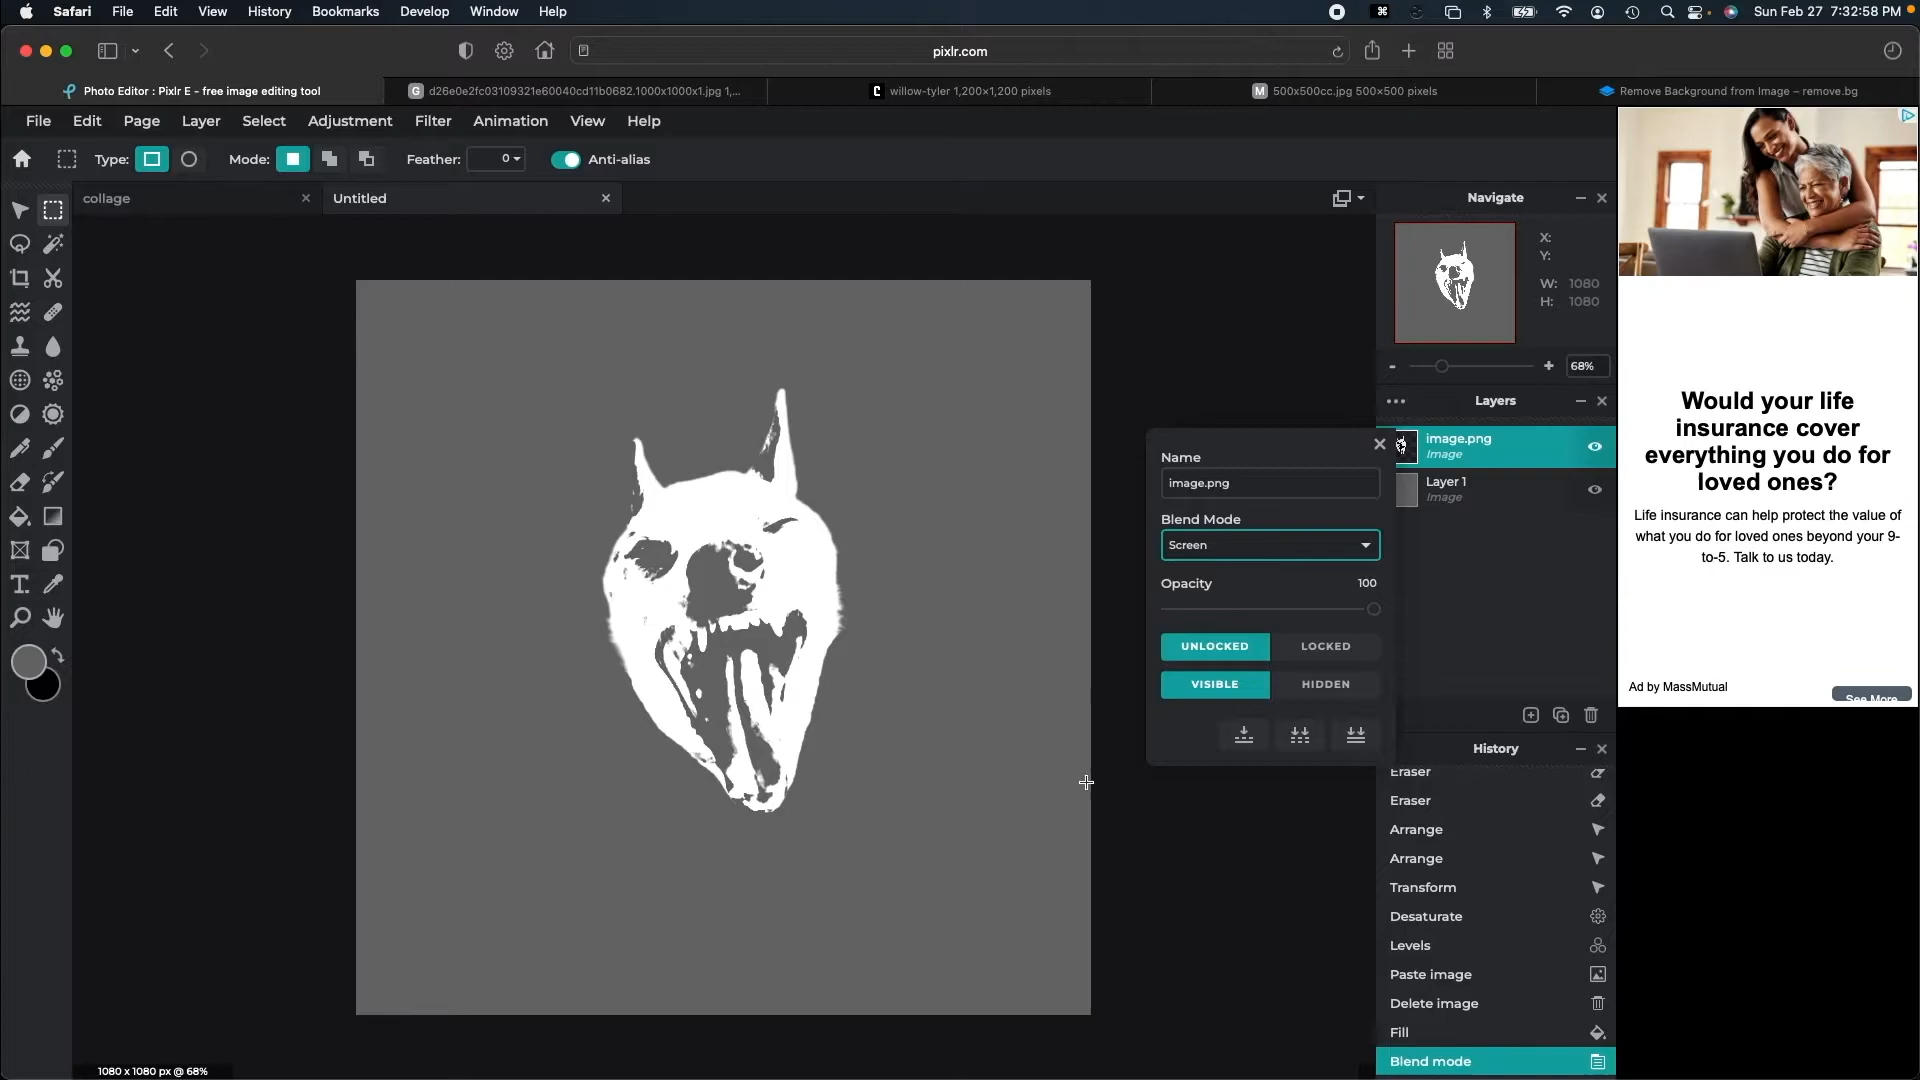 Safari File Edit View History Bookmarks Develop Window Help
Sun Feb 27 7:32:58 PM
pixlr.com
Photo Editor : Pixlr E - free image editing tool
d26e0e2fc03109321e60040cd11b0682.1000x1000x1.jpg 1,...
willow-tyler 1,200×1,200 pixels
500x500cc.jpg 500×500 pixels
Remove Background from Image – remove.bg
File Edit Page Layer Select Adjustment Filter Animation View Help
Type: Mode: Feather: 0 Anti-alias
collage
Untitled
Navigate
X:
Y:
W: 1080
H: 1080
68%
Layers
image.png
Image
Layer 1
Image
Name
image.png
Blend Mode
Screen
Opacity 100
UNLOCKED LOCKED
VISIBLE HIDDEN
History
Eraser
Eraser
Arrange
Arrange
Transform
Desaturate
Levels
Paste image
Delete image
Fill
Blend mode
1080 x 1080 px @ 68%
Would your life
insurance cover
everything you do for
loved ones?
Life insurance can help protect the value of
what you do for loved ones beyond your 9-
to-5. Talk to us today.
Ad by MassMutual
See More